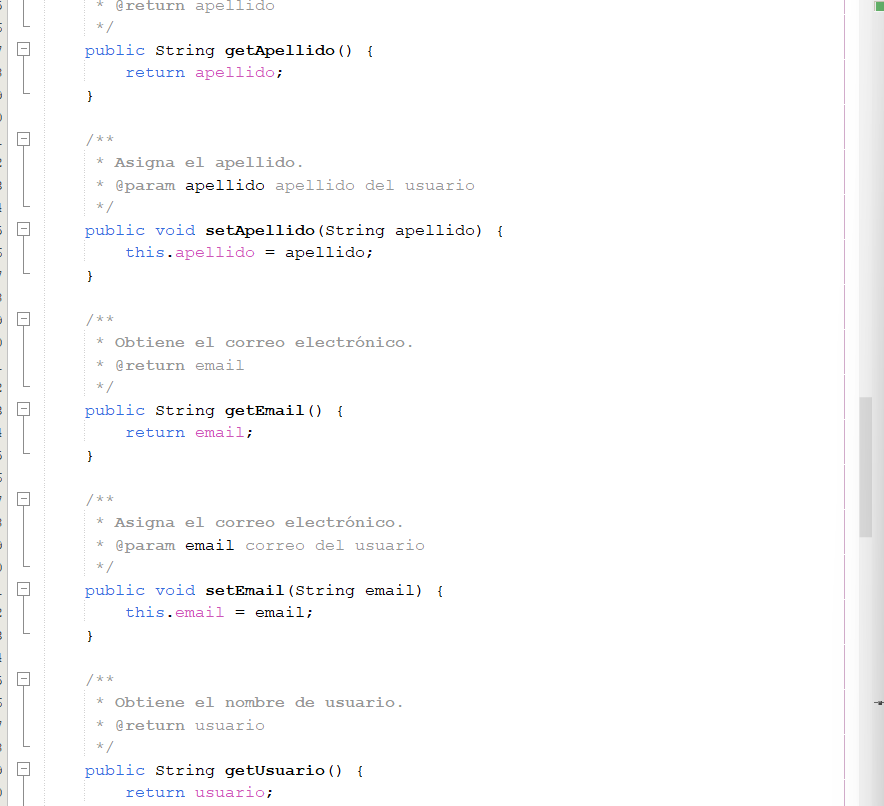 * @return apellido
*/
public String getApellido() {
return apellido;
}
/**
* Asigna el apellido.
* @param apellido apellido del usuario
*/
public void setApellido(String apellido) {
this.apellido = apellido;
}
/**
* Obtiene el correo electrónico.
* @return email
*/
public String getEmail() {
return email;
}
/**
* Asigna el correo electrónico.
* @param email correo del usuario
*/
public void setEmail(String email) {
this.email = email;
}
/**
* Obtiene el nombre de usuario.
* @return usuario
*/
public String getUsuario() {
return usuario;